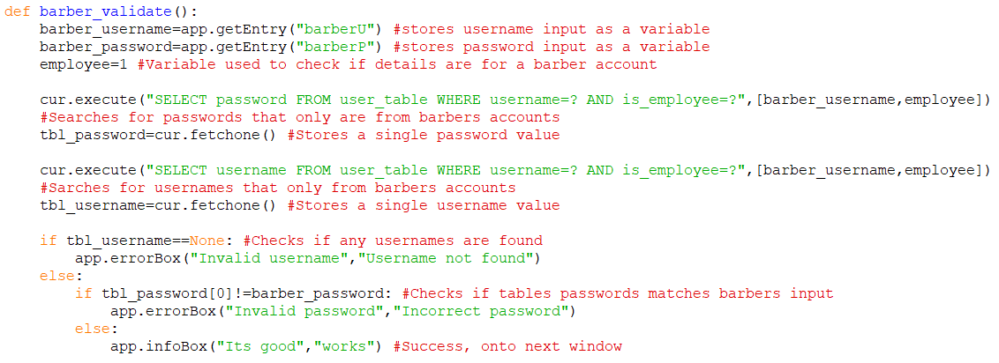 def barber_validate():
    barber_username=app.getEntry("barberU") #stores username input as a variable
    barber_password=app.getEntry("barberP") #stores password input as a variable
    employee=1 #Variable used to check if details are for a barber account
    cur.execute("SELECT password FROM user_table WHERE username=? AND is_employee=?",[barber_username,employee])
    #Searches for passwords that only are from barbers accounts
    tbl_password=cur.fetchone() #Stores a single password value
    cur.execute("SELECT username FROM user_table WHERE username=? AND is_employee=?",[barber_username,employee])
    #Sarches for usernames that only from barbers accounts
    tbl_username=cur.fetchone() #Stores a single username value
    if tbl_username==None: #Checks if any usernames are found
        app.errorBox("Invalid username","Username not found")
    else:
        if tbl_password[0]!=barber_password: #Checks if tables passwords matches barbers input
            app.errorBox("Invalid password","Incorrect password")
        else:
            app.infoBox("Its good","works") #Success, onto next window